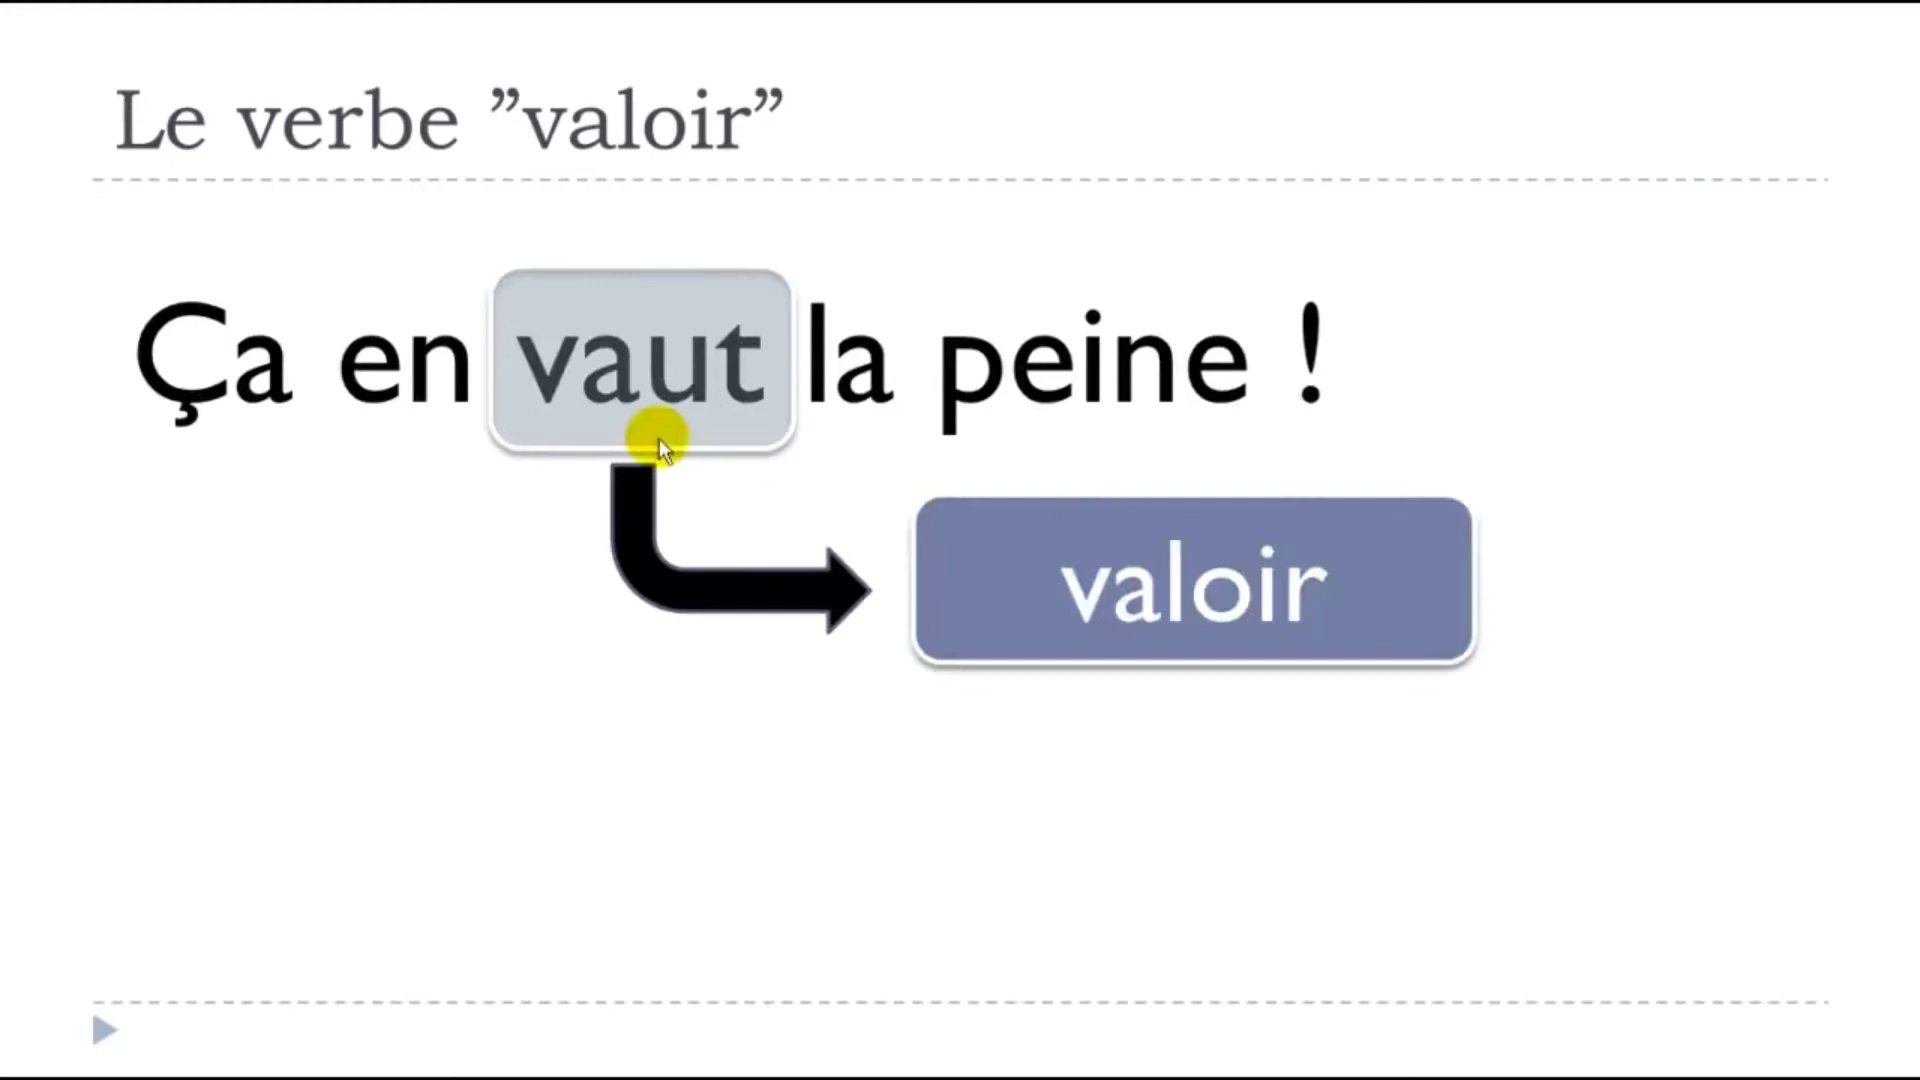 Le verbe ”valoir”
Ça en vaut la peine !
valoir